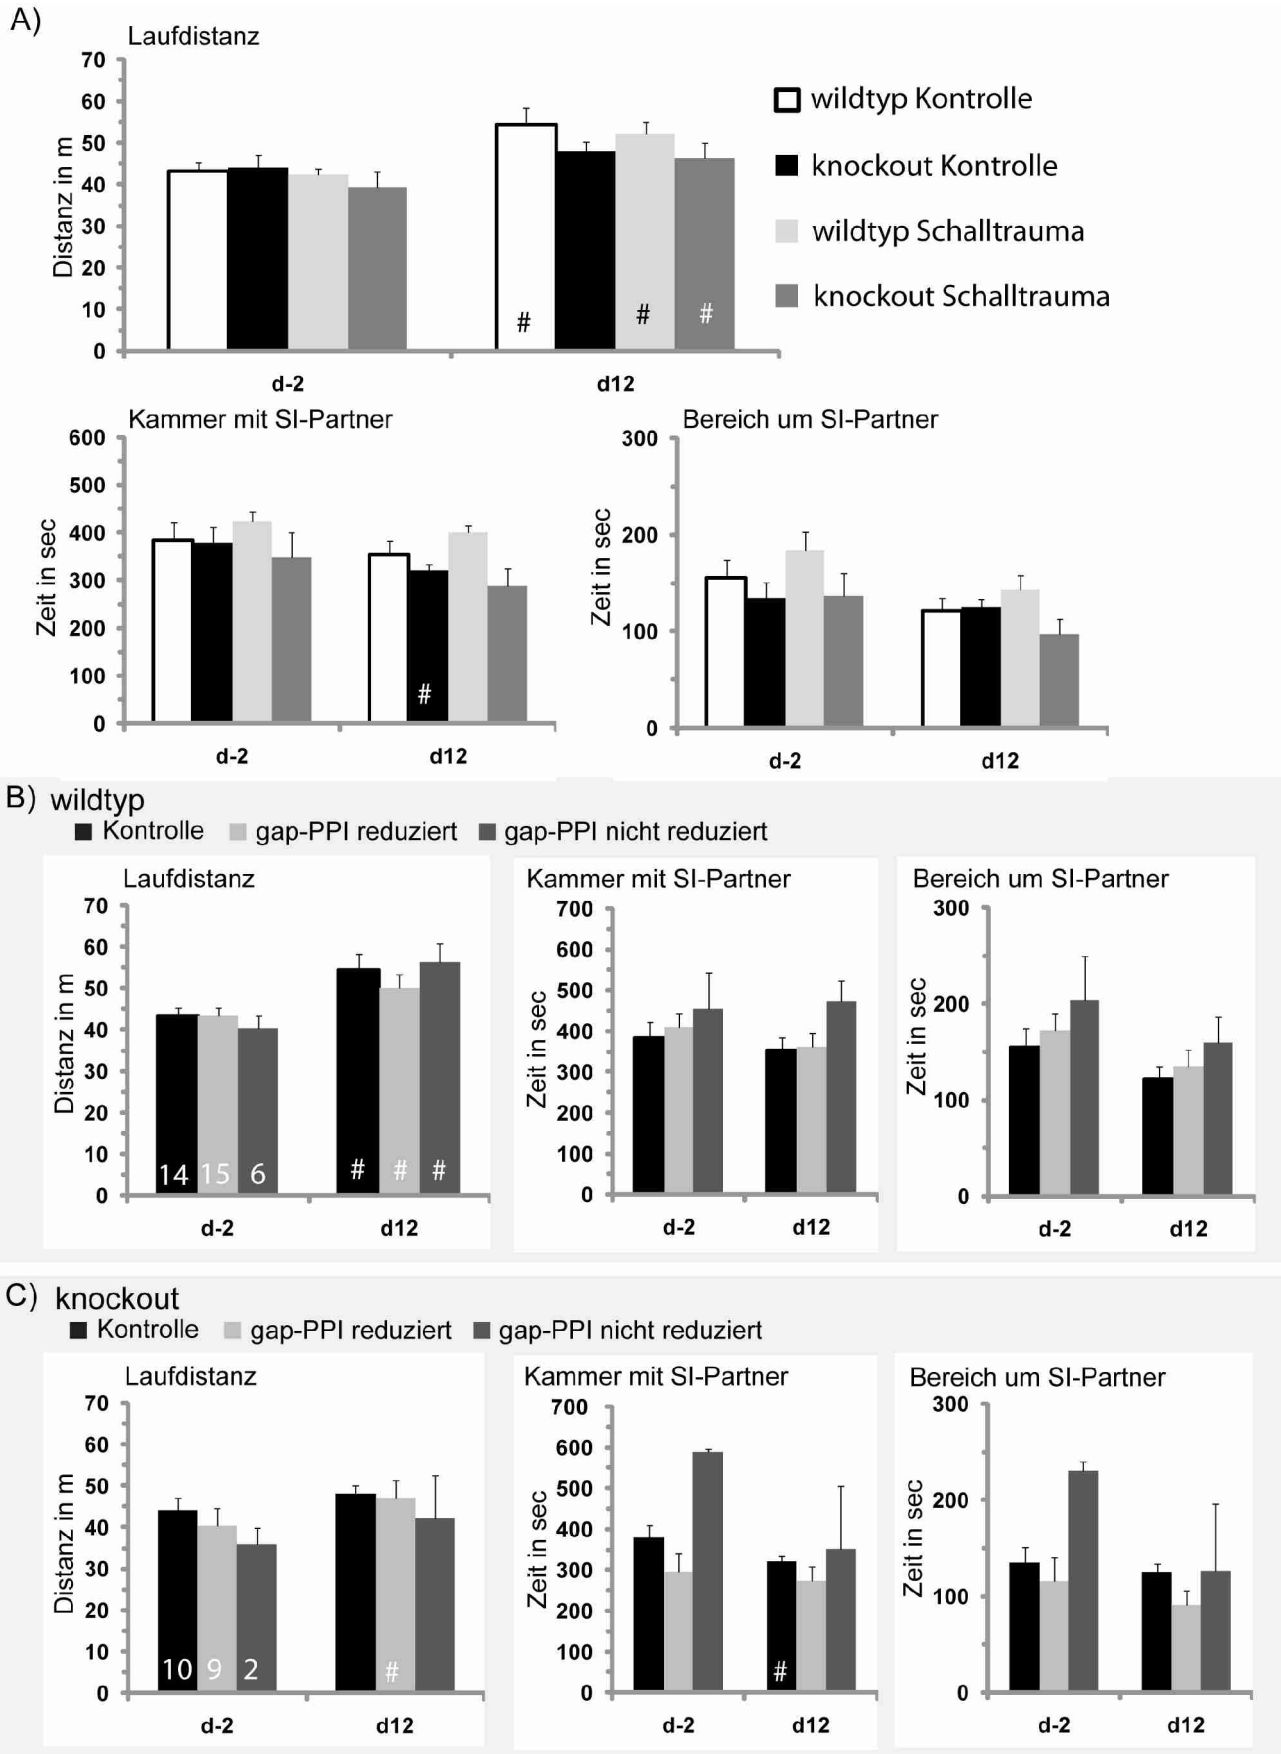 A)
Laufdistanz
70
60
50
40
30
20
10
0
Distanz in m
# # #
d-2 d12
wildtyp Kontrolle
knockout Kontrolle
wildtyp Schalltrauma
knockout Schalltrauma
Kammer mit SI-Partner
600
500
400
300
200
100
0
Zeit in sec
#
d-2 d12
Bereich um SI-Partner
300
200
100
0
Zeit in sec
d-2 d12
B) wildtyp
Kontrolle gap-PPI reduziert gap-PPI nicht reduziert
Laufdistanz
70
60
50
40
30
20
10
0
Distanz in m
14 15 6 # # #
d-2 d12
Kammer mit SI-Partner
700
600
500
400
300
200
100
0
Zeit in sec
d-2 d12
Bereich um SI-Partner
300
200
100
0
Zeit in sec
d-2 d12
C) knockout
Kontrolle gap-PPI reduziert gap-PPI nicht reduziert
Laufdistanz
70
60
50
40
30
20
10
0
Distanz in m
10 9 2 #
d-2 d12
Kammer mit SI-Partner
700
600
500
400
300
200
100
0
Zeit in sec
#
d-2 d12
Bereich um SI-Partner
300
200
100
0
Zeit in sec
d-2 d12